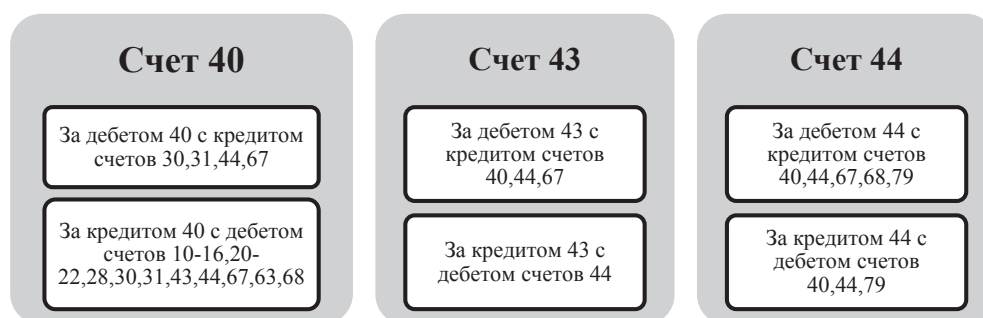 Счет 40
За дебетом 40 с кредитом
счетов 30,31,44,67
За кредитом 40 с дебетом
счетов 10-16,20-
22,28,30,31,43,44,67,63,68
Счет 43
За дебетом 43 с
кредитом счетов
40,44,67
За кредитом 43 с
дебетом счетов 44
Счет 44
За дебетом 44 с
кредитом счетов
40,44,67,68,79
За кредитом 44 с
дебетом счетов
40,44,79